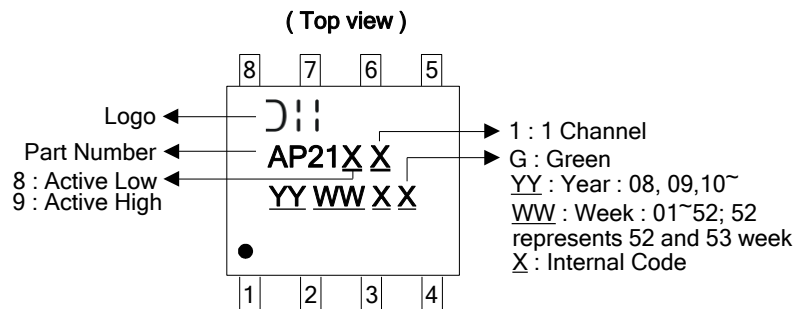 ( Top view )
8 7 6 5
Logo
Part Number
8 : Active Low
9 : Active High
AP21X X
YY WW X X
1 : 1 Channel
G : Green
YY : Year : 08, 09,10~
WW : Week : 01~52; 52
represents 52 and 53 week
X : Internal Code
1 2 3 4